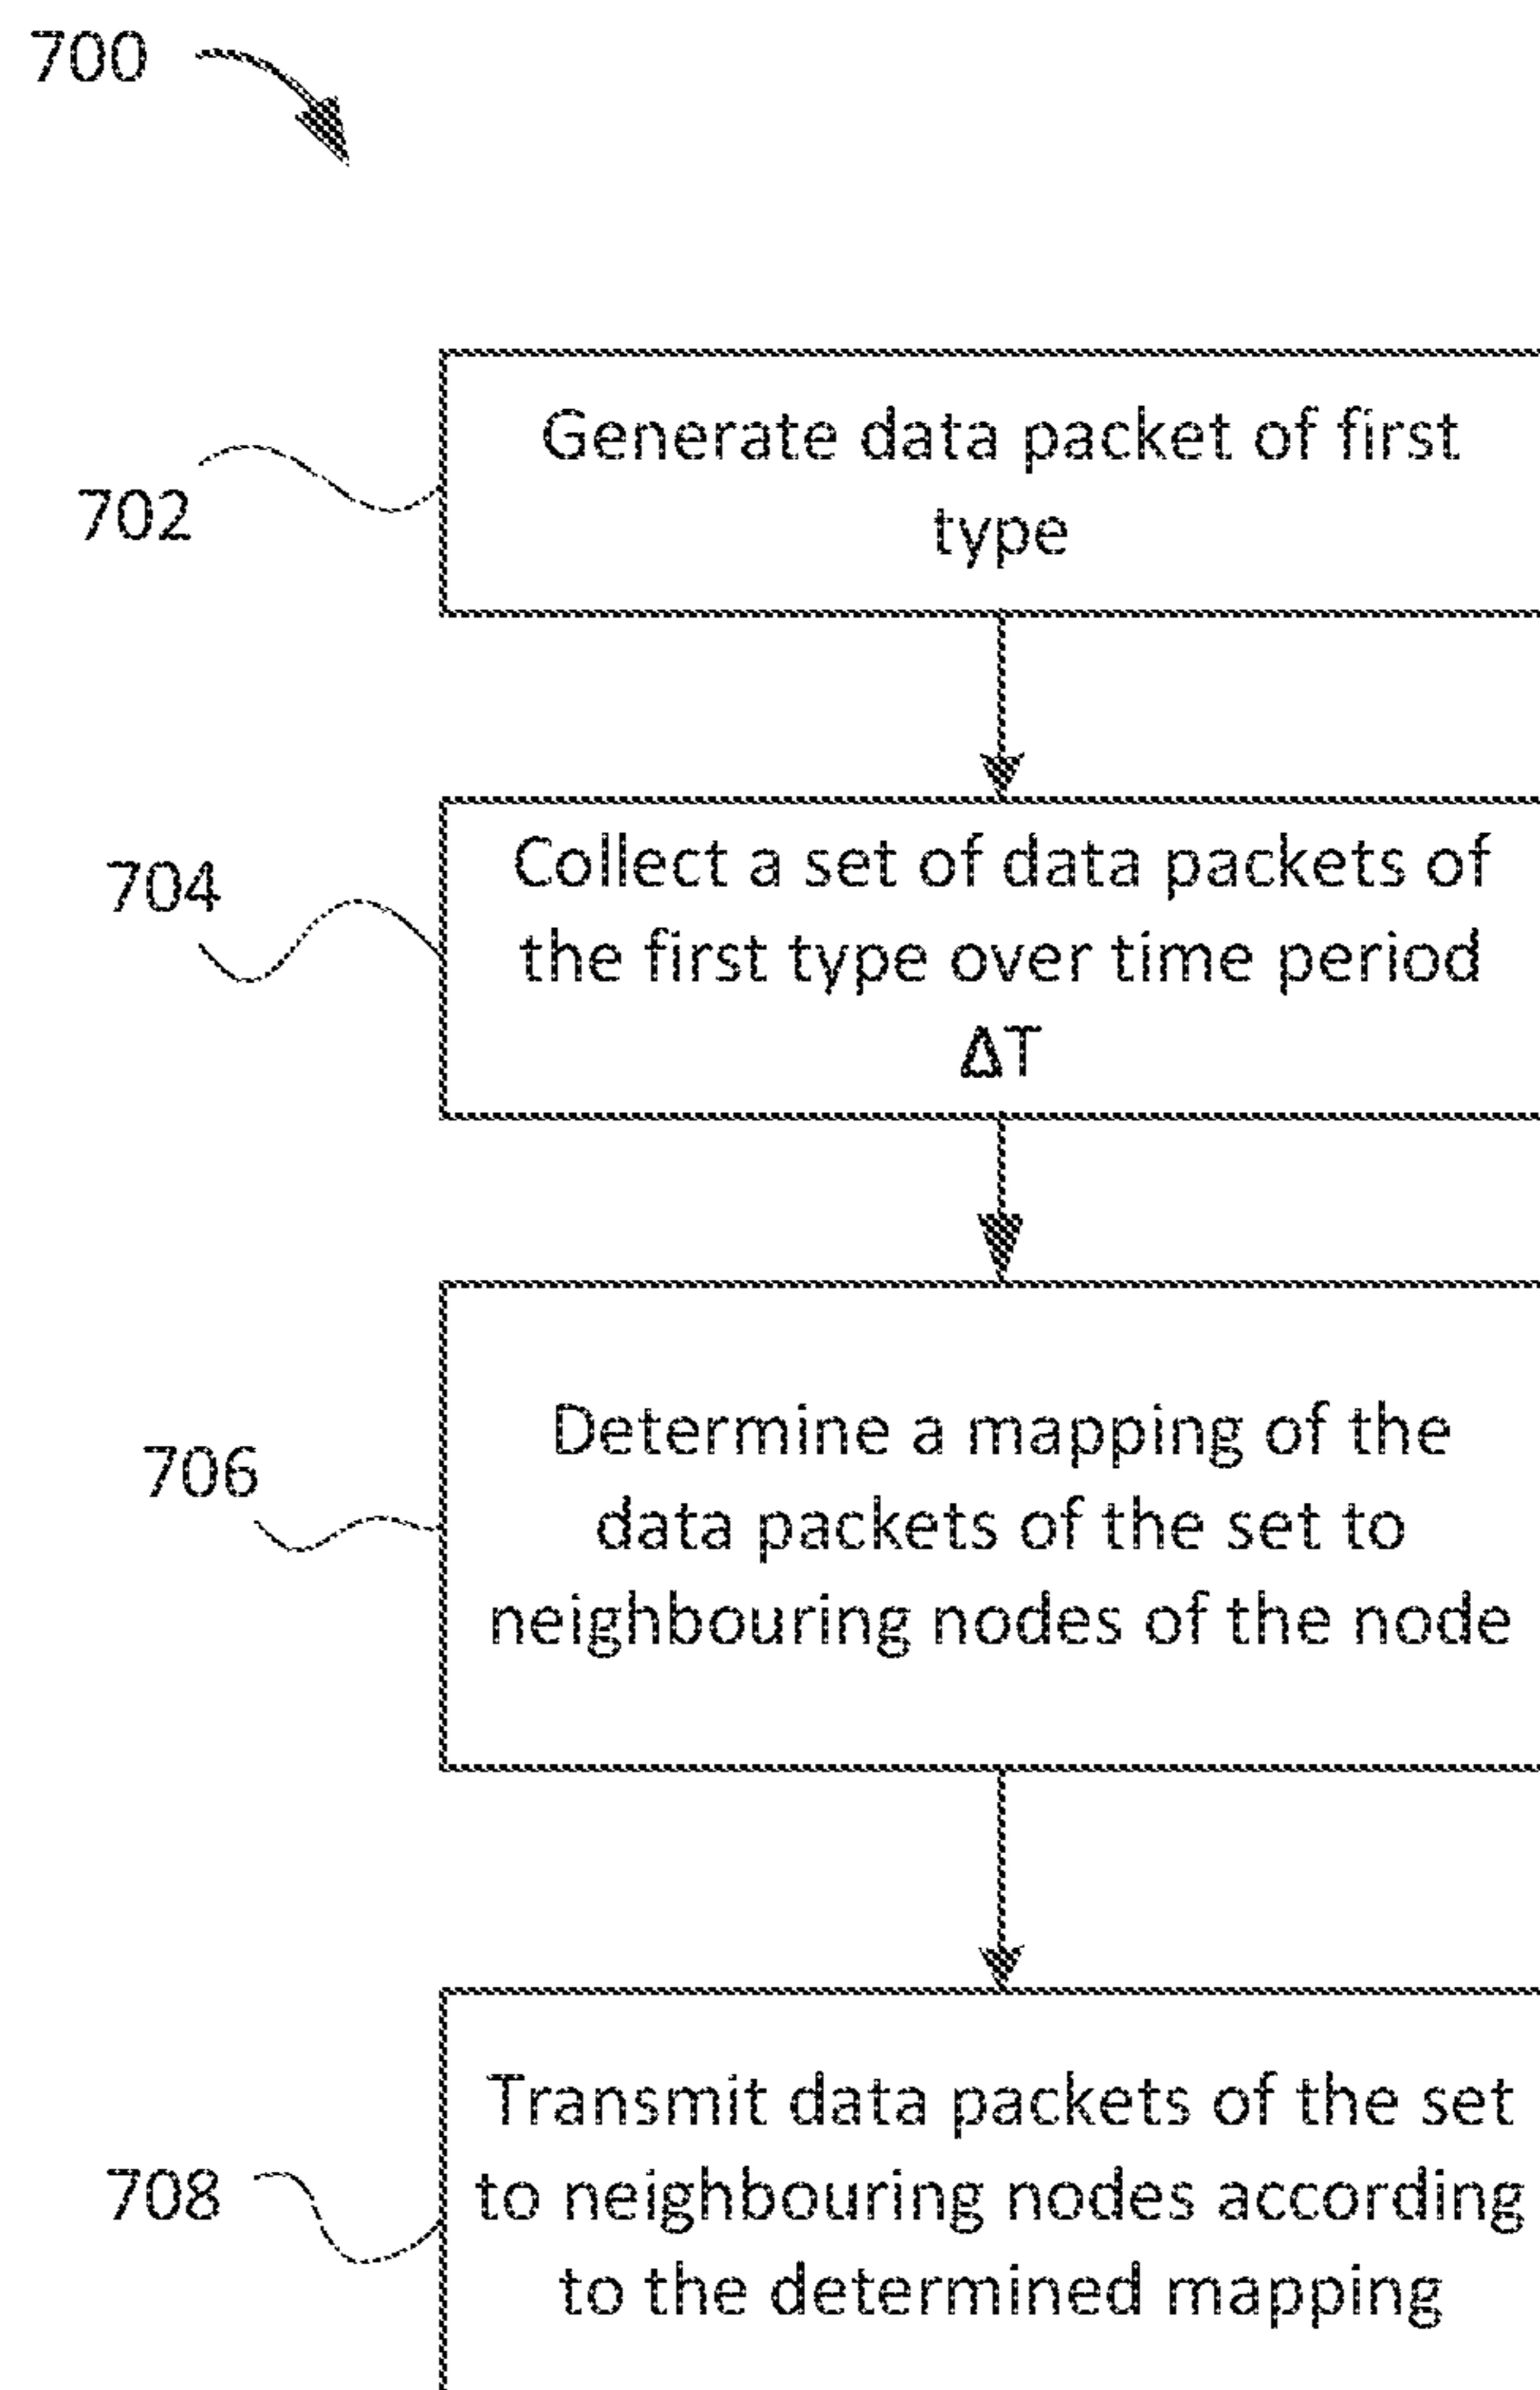 700
Generate data packet of first
type
702
Collect a set of data packets of
704
the first type over time period
ΔT
Determine a mapping of the
706
data packets of the set to
neighbouring nodes of the node
Transmit data packets of the set
708
to neighbouring nodes according
to the determined mapping